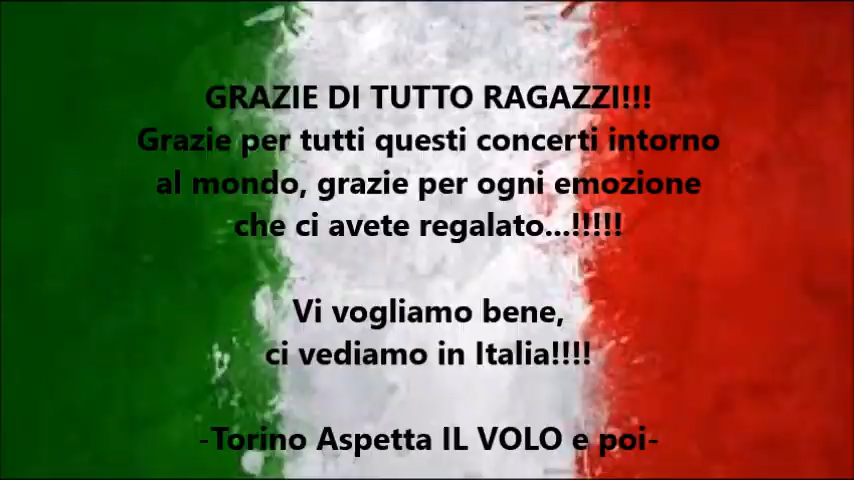 GRAZIE DI TUTTO RAGAZZI!!!
Grazie per tutti questi concerti intorno
al mondo, grazie per ogni emozione
che ci avete regalato...!!!!!
Vi vogliamo bene,
ci vediamo in Italia!!!!
-Torino Aspetta IL VOLO e poi-